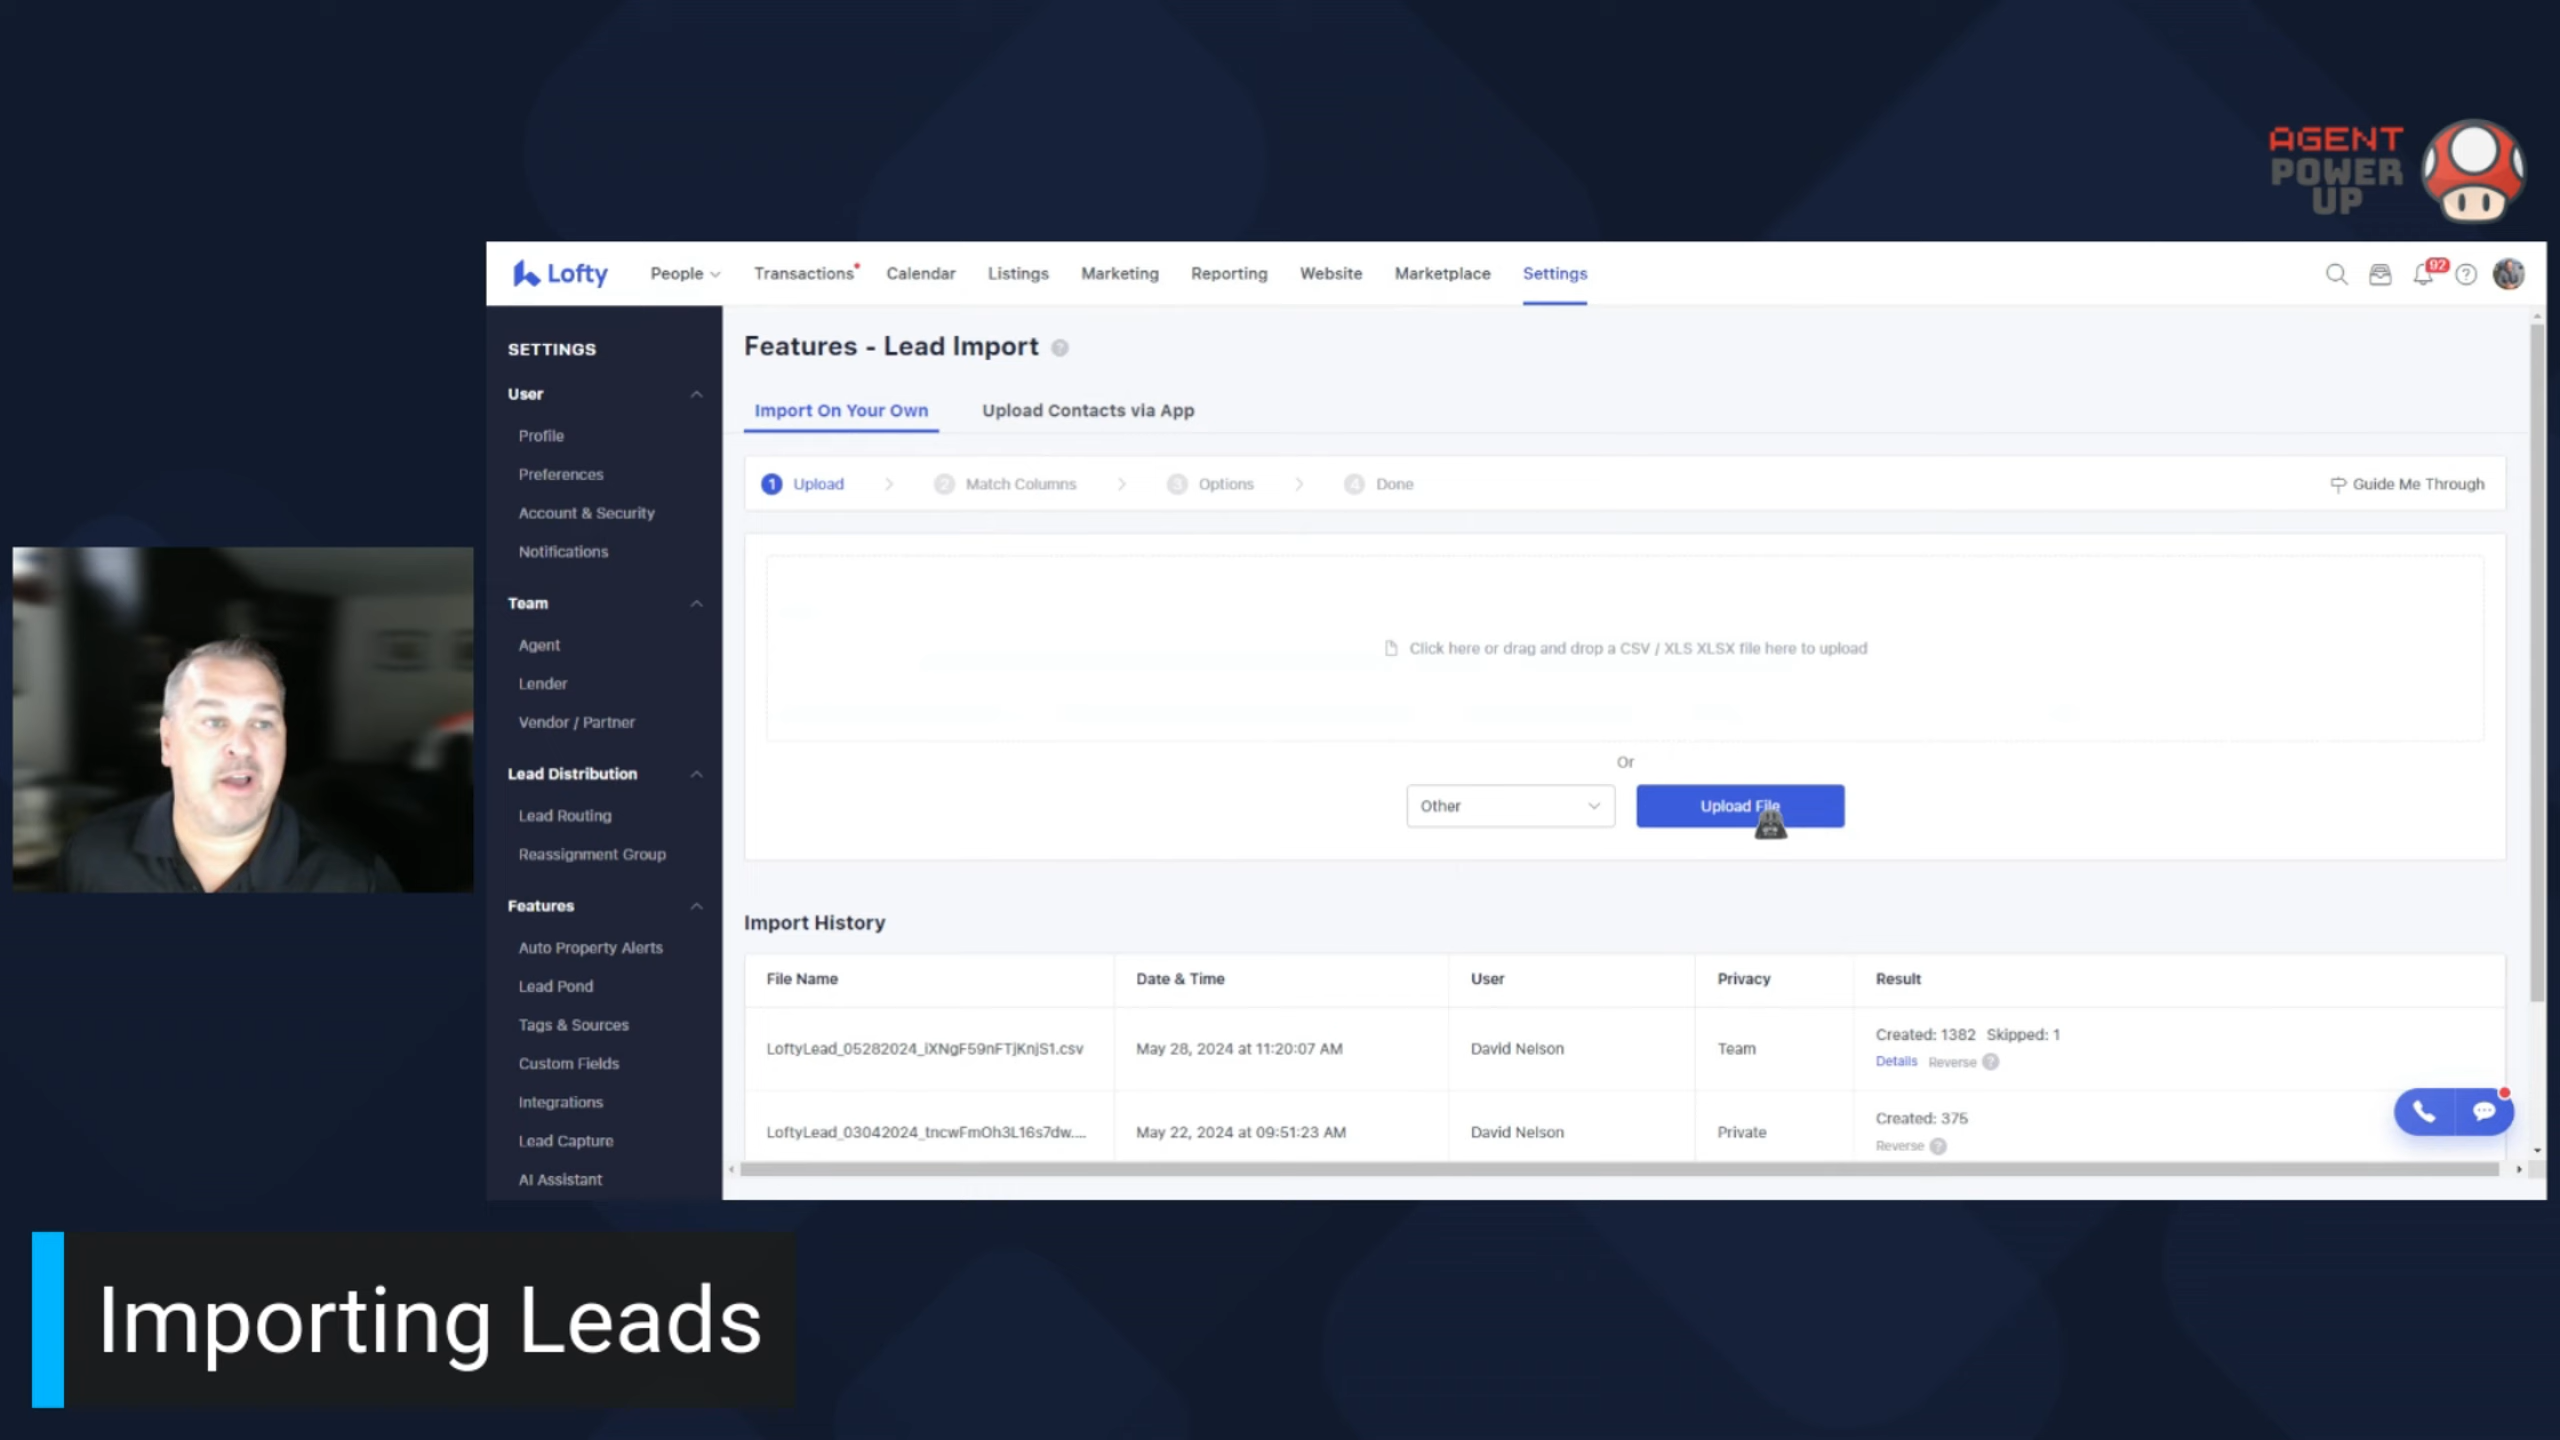 AGENT
POWER
UP
Lofty People Transactions Calendar Listings Marketing Reporting Website Marketplace Settings 92
SETTINGS
User
Profile
Preferences
Account & Security
Notifications
Team
Agent
Lender
Vendor / Partner
Lead Distribution
Lead Routing
Reassignment Group
Features
Auto Property Alerts
Lead Pond
Tags & Sources
Custom Fields
Integrations
Lead Capture
AI Assistant
Features - Lead Import ?
Import On Your Own Upload Contacts via App
1 Upload 2 Match Columns 3 Options 4 Done Guide Me Through
Click here or drag and drop a CSV / XLS XLSX file here to upload
Or
Other Upload File
Import History
File Name Date & Time User Privacy Result
LoftyLead_05282024_iXNgF59nFTjKnjS1.csv May 28, 2024 at 11:20:07 AM David Nelson Team Created: 1382 Skipped: 1
Details Reverse ?
LoftyLead_03042024_tncwFmOh3L16s7dw.... May 22, 2024 at 09:51:23 AM David Nelson Private Created: 375
Reverse ?
Importing Leads